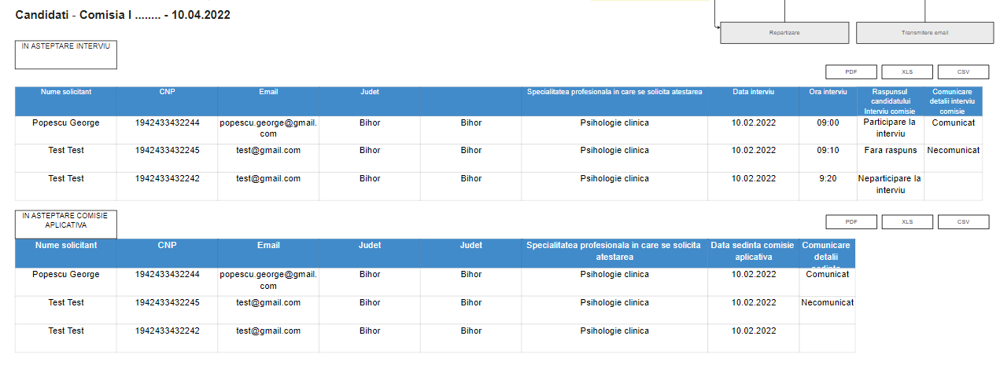 Candidati - Comisia I ........ - 10.04.2022
Repartizare Transmitere email
IN ASTEPTARE INTERVIU
PDF XLS CSV
Nume solicitant CNP Email Judet Specialitatea profesionala in care se solicita atestarea Data interviu Ora interviu Raspunsul Comunicare
candidatului detalii interviu
Interviu comisie comisie
Popescu George 1942433432244 popescu.george@gmail. Bihor Bihor Psihologie clinica 10.02.2022 09:00 Participare la Comunicat
com interviu
Test Test 1942433432245 test@gmail.com Bihor Bihor Psihologie clinica 10.02.2022 09:10 Fara raspuns Necomunicat
Test Test 1942433432242 test@gmail.com Bihor Bihor Psihologie clinica 10.02.2022 9:20 Neparticipare la
interviu
IN ASTEPTARE COMISIE
APLICATIVA
PDF XLS CSV
Nume solicitant CNP Email Judet Judet Specialitatea profesionala in care se solicita Data sedinta comisie Comunicare
atestarea aplicativa detalii
Popescu George 1942433432244 popescu.george@gmail. Bihor Bihor Psihologie clinica 10.02.2022 Comunicat
com
Test Test 1942433432245 test@gmail.com Bihor Bihor Psihologie clinica 10.02.2022 Necomunicat
Test Test 1942433432242 test@gmail.com Bihor Bihor Psihologie clinica 10.02.2022